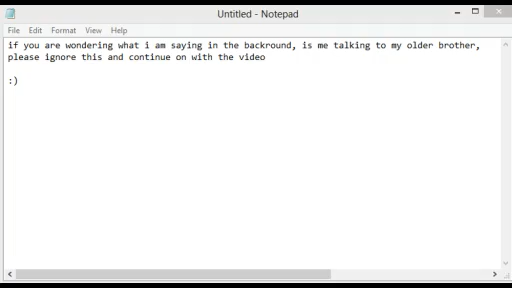 Untitled - Notepad
File Edit Format View Help
if you are wondering what i am saying in the backround, is me talking to my older brother,
please ignore this and continue on with the video
:)